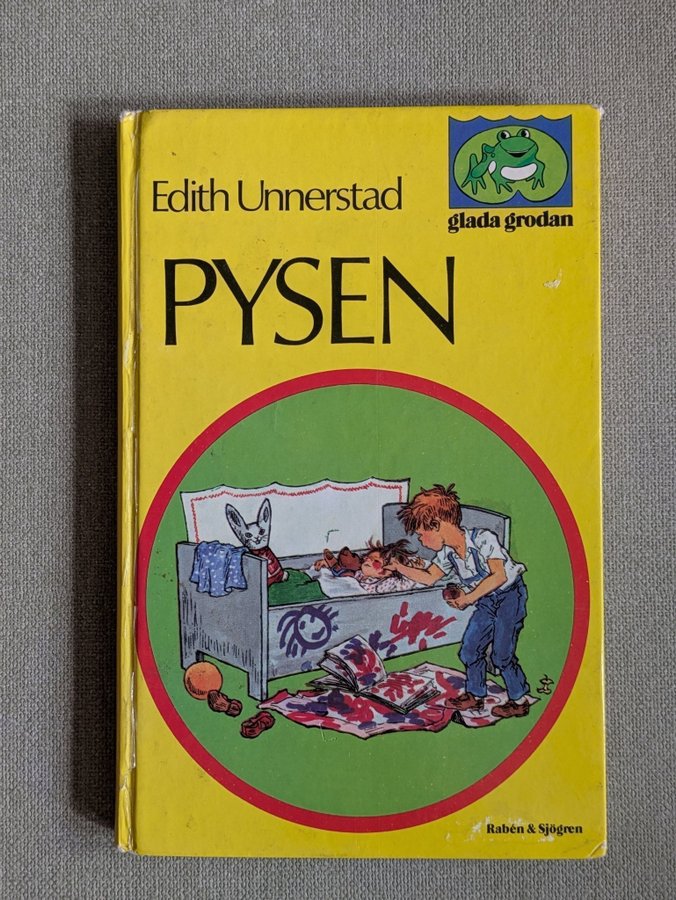 Edith Unnerstad
glada grodan
PYSEN
Rabén & Sjögren